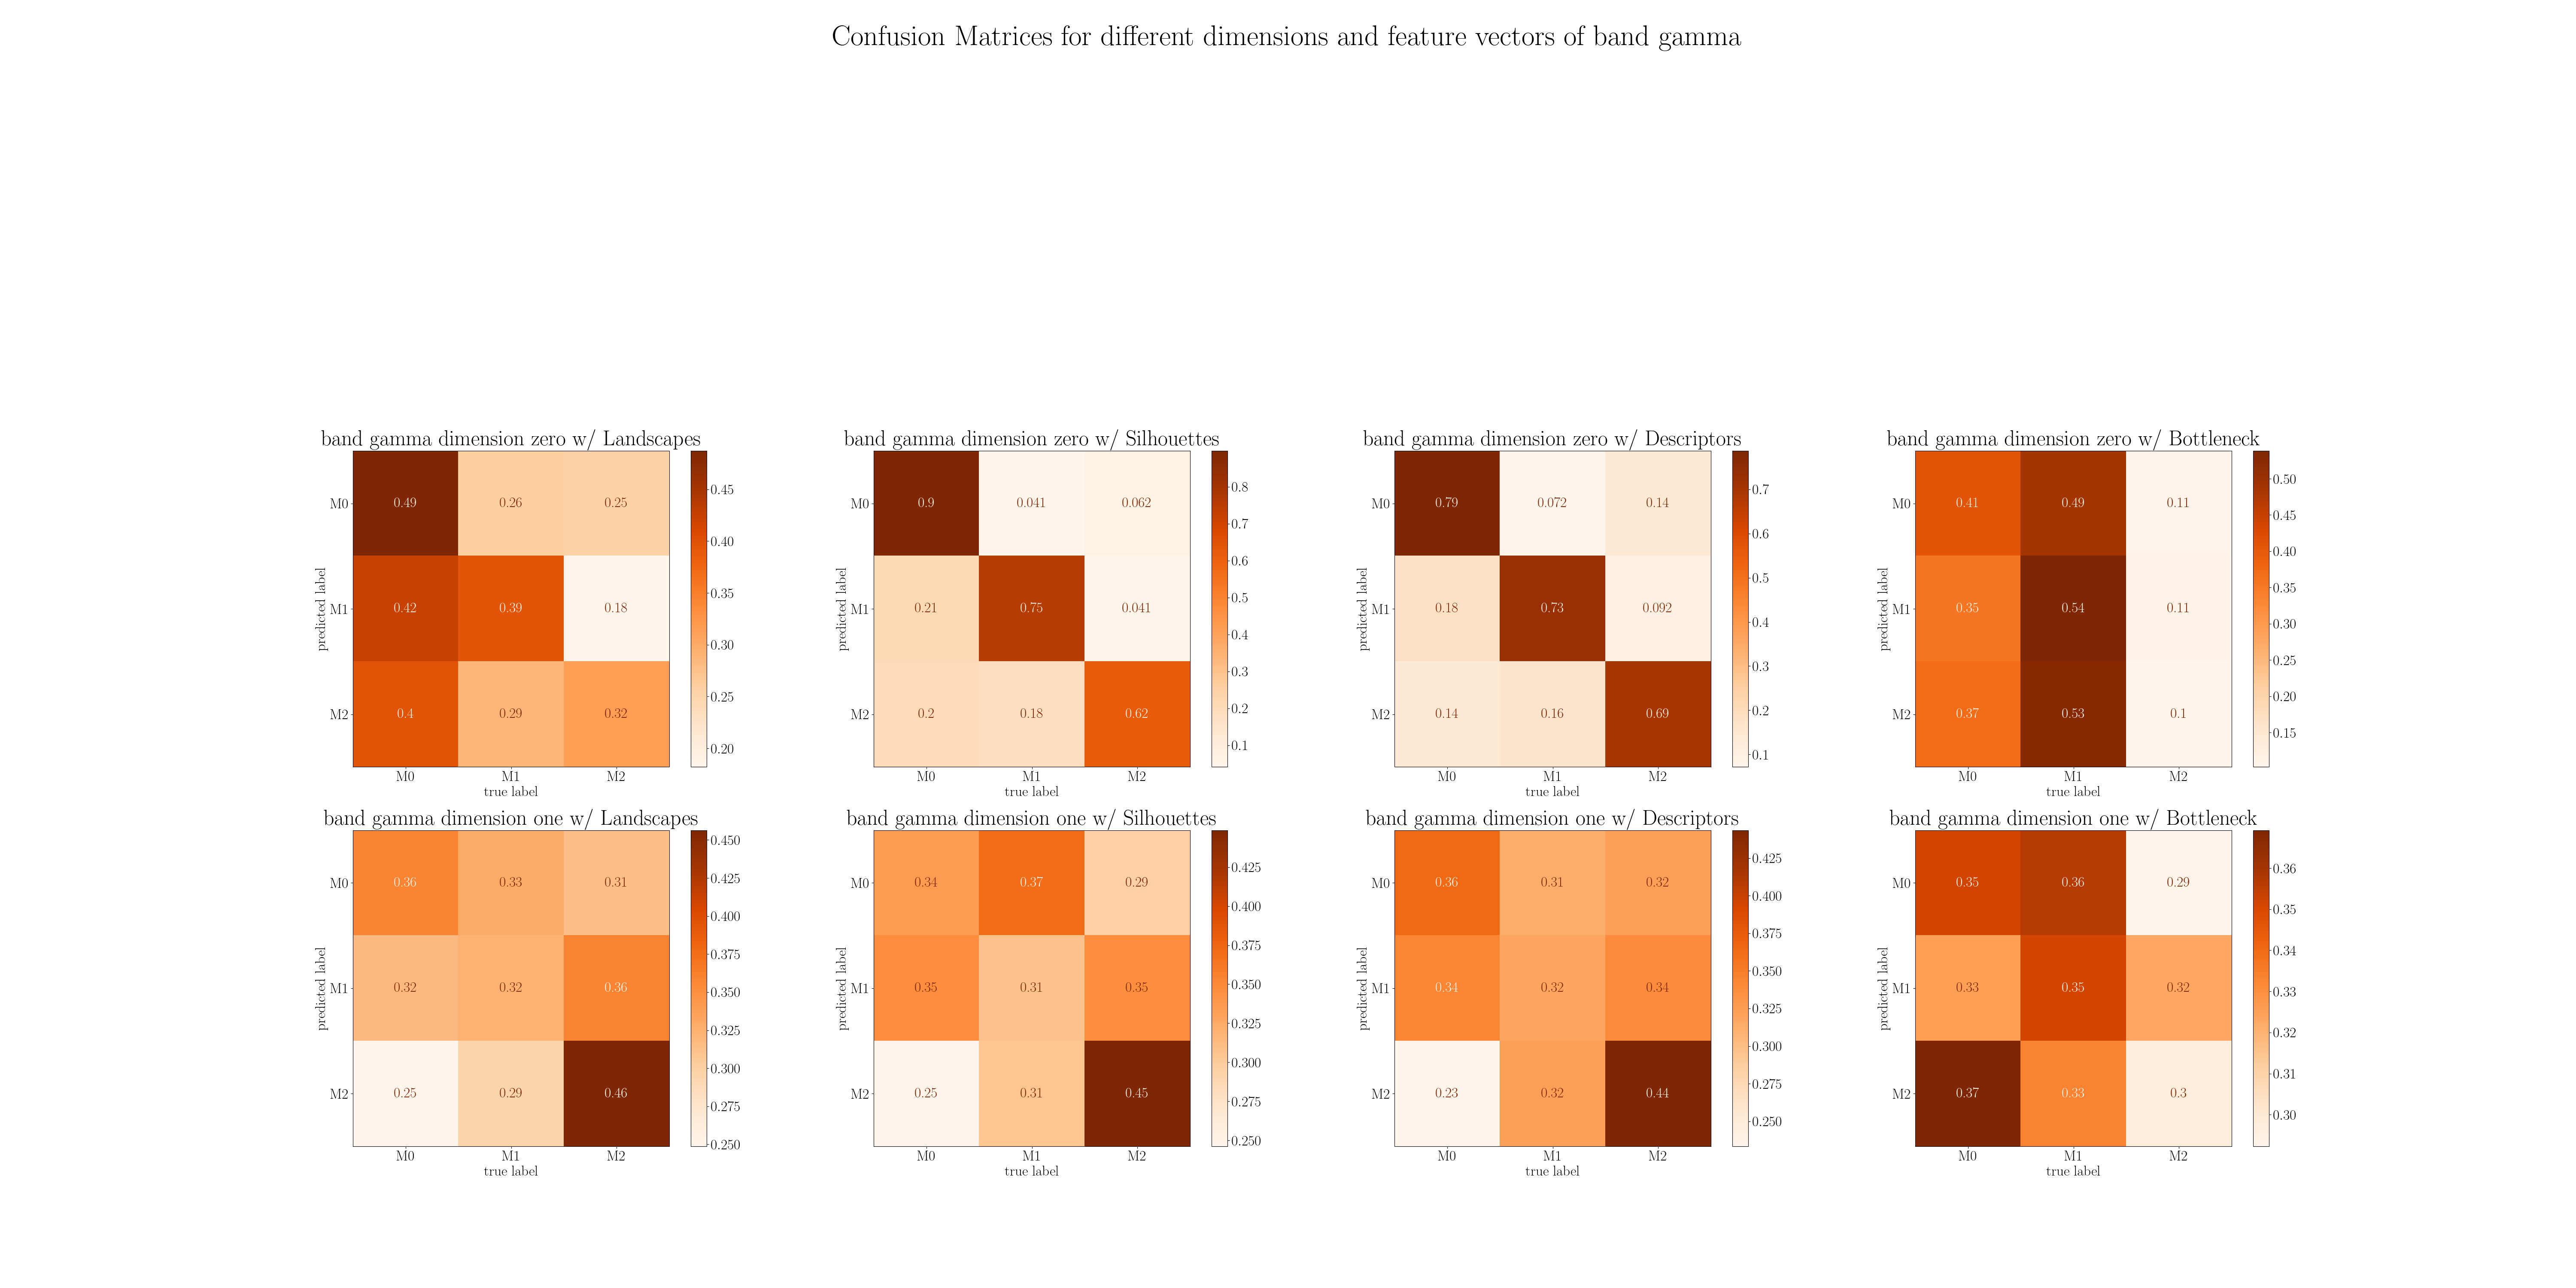 Confusion Matrices for different dimensions and feature vectors of band gamma
band gamma dimension zero w/ Landscapes
M0 0.49 0.26 0.25
M1 0.42 0.39 0.18
M2 0.4 0.29 0.32
M0 M1 M2
true label
predicted label
0.45
0.40
0.35
0.30
0.25
0.20
band gamma dimension zero w/ Silhouettes
M0 0.9 0.041 0.062
M1 0.21 0.75 0.041
M2 0.2 0.18 0.62
M0 M1 M2
true label
predicted label
0.8
0.7
0.6
0.5
0.4
0.3
0.2
0.1
band gamma dimension zero w/ Descriptors
M0 0.79 0.072 0.14
M1 0.18 0.73 0.092
M2 0.14 0.16 0.69
M0 M1 M2
true label
predicted label
0.7
0.6
0.5
0.4
0.3
0.2
0.1
band gamma dimension zero w/ Bottleneck
M0 0.41 0.49 0.11
M1 0.35 0.54 0.11
M2 0.37 0.53 0.1
M0 M1 M2
true label
predicted label
0.50
0.45
0.40
0.35
0.30
0.25
0.20
0.15
band gamma dimension one w/ Landscapes
M0 0.36 0.33 0.31
M1 0.32 0.32 0.36
M2 0.25 0.29 0.46
M0 M1 M2
true label
predicted label
0.450
0.425
0.400
0.375
0.350
0.325
0.300
0.275
0.250
band gamma dimension one w/ Silhouettes
M0 0.34 0.37 0.29
M1 0.35 0.31 0.35
M2 0.25 0.31 0.45
M0 M1 M2
true label
predicted label
0.425
0.400
0.375
0.350
0.325
0.300
0.275
0.250
band gamma dimension one w/ Descriptors
M0 0.36 0.31 0.32
M1 0.34 0.32 0.34
M2 0.23 0.32 0.44
M0 M1 M2
true label
predicted label
0.425
0.400
0.375
0.350
0.325
0.300
0.275
0.250
band gamma dimension one w/ Bottleneck
M0 0.35 0.36 0.29
M1 0.33 0.35 0.32
M2 0.37 0.33 0.3
M0 M1 M2
true label
predicted label
0.36
0.35
0.34
0.33
0.32
0.31
0.30